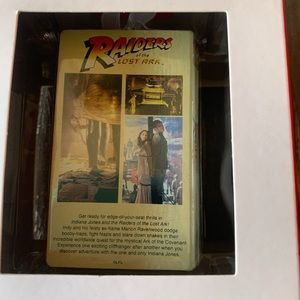 RAIDERS
of the
LOST ARK
Get ready for edge-of-your-seat thrills in
Indiana Jones and the Raiders of the Lost Ark!
Indy and his feisty ex-flame Marion Ravenwood dodge
booby-traps, fight Nazis and stare down snakes in their
incredible worldwide quest for the mystical Ark of the Covenant.
Experience one exciting cliffhanger after another when you
discover adventure with the one and only Indiana Jones.